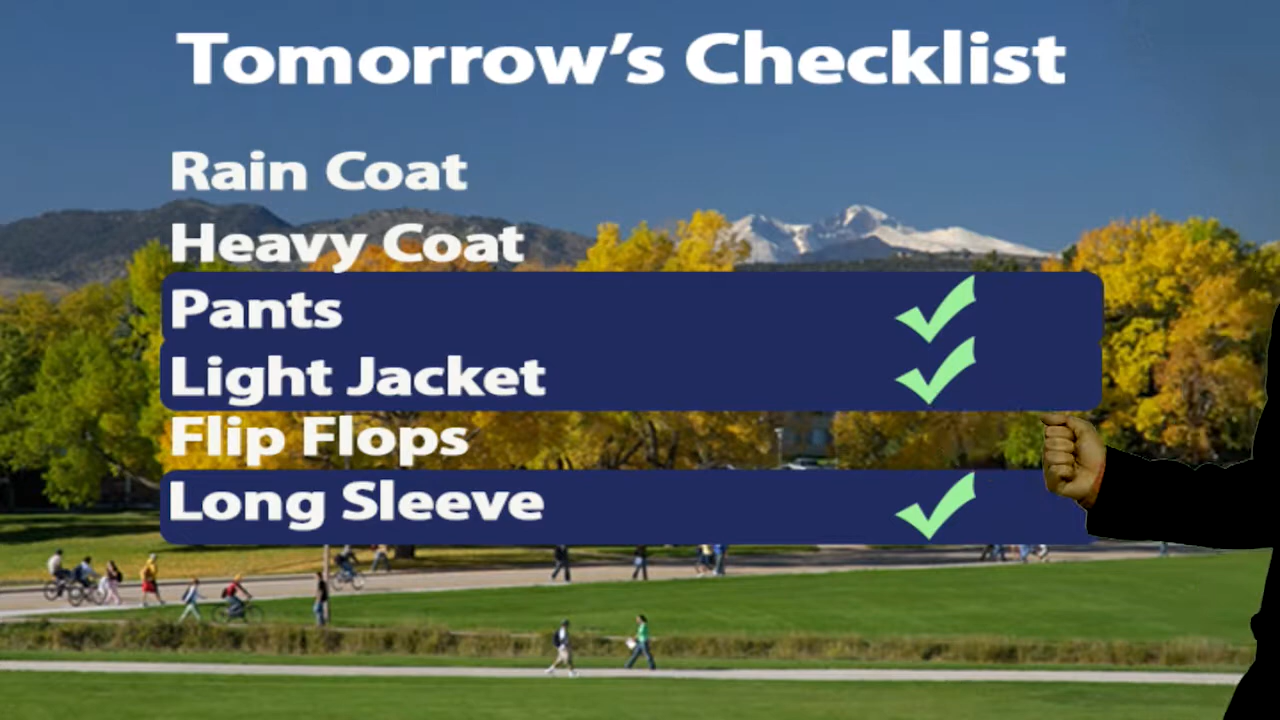 Tomorrow’s Checklist
Rain Coat
Heavy Coat
Pants
Light Jacket
Flip Flops
Long Sleeve